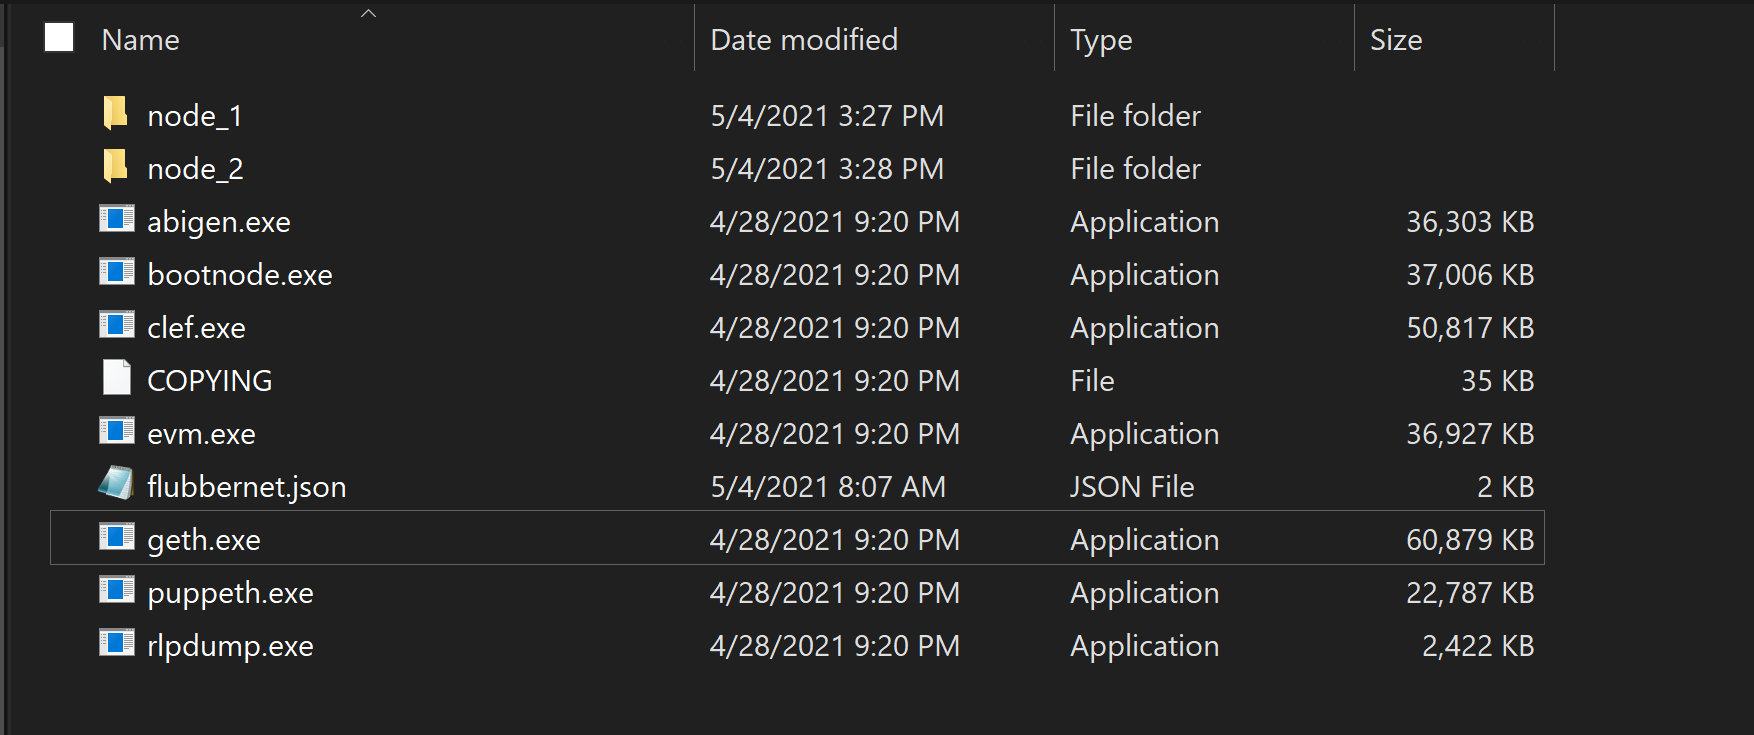 Name Date modified Type Size
node_1 5/4/2021 3:27 PM File folder
node_2 5/4/2021 3:28 PM File folder
abigen.exe 4/28/2021 9:20 PM Application 36,303 KB
bootnode.exe 4/28/2021 9:20 PM Application 37,006 KB
clef.exe 4/28/2021 9:20 PM Application 50,817 KB
COPYING 4/28/2021 9:20 PM File 35 KB
evm.exe 4/28/2021 9:20 PM Application 36,927 KB
flubbernet.json 5/4/2021 8:07 AM JSON File 2 KB
geth.exe 4/28/2021 9:20 PM Application 60,879 KB
puppeth.exe 4/28/2021 9:20 PM Application 22,787 KB
rlpdump.exe 4/28/2021 9:20 PM Application 2,422 KB